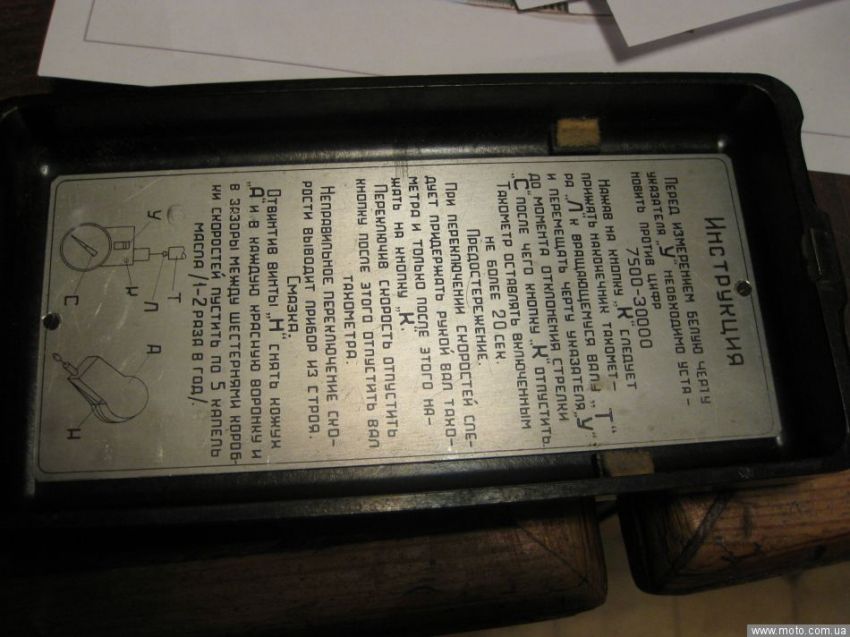 Инструкция
Перед измерением белую черту
указателя „У" необходимо уста-
новить против цифр
7500-30000
Нажав на кнопку „К" следует
прижать наконечник такомет-
ра „Л" к вращающемуся валу „Т"
и перемещать черту указателя „У"
до момента отклонения стрелки
„С" после чего кнопку „К" отпустить.
Такометр оставлять включенным
не более 20 сек.
Предостережение.
При переключении скоростей сле-
дует придержать рукой вал тако-
метра и только после этого на-
жать на кнопку „К".
Переключив скорость отпустить
кнопку после этого отпустить вал
такометра.
Неправильное переключение ско-
рости выводит прибор из строя.
Смазка.
Отвинтив винты „Н" снять кожух
„А" и в каждую красную воронку и
в зазоры между шестернями короб-
ки скоростей пустить по 5 капель
масла /1-2 раза в год/.
У
К
С
Л
Т
А
Н
www.moto.com.ua